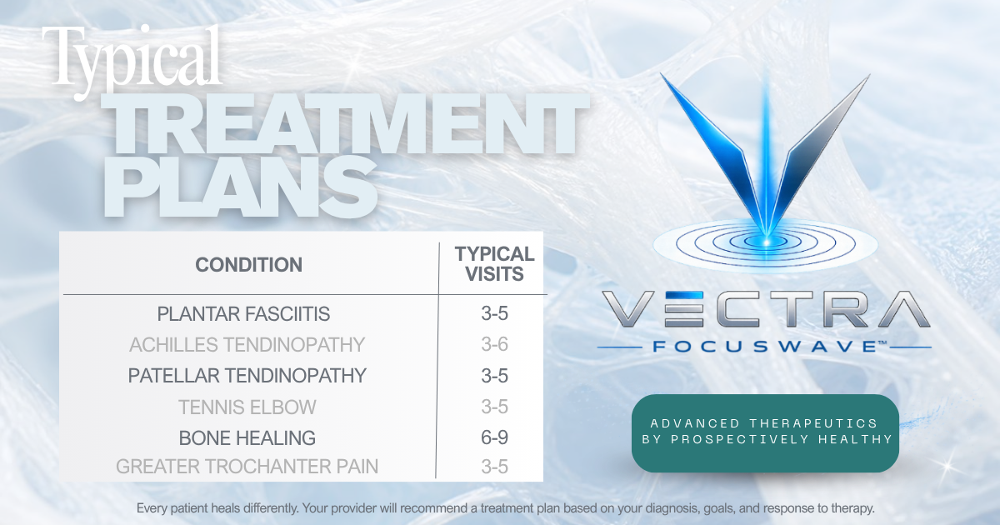 Typical
TREATMENT
PLANS
CONDITION TYPICAL VISITS
PLANTAR FASCIITIS 3-5
ACHILLES TENDINOPATHY 3-6
PATELLAR TENDINOPATHY 3-5
TENNIS ELBOW 3-5
BONE HEALING 6-9
GREATER TROCHANTER PAIN 3-5
VECTRA
FOCUSWAVE™
ADVANCED THERAPEUTICS
BY PROSPECTIVELY HEALTHY
Every patient heals differently. Your provider will recommend a treatment plan based on your diagnosis, goals, and response to therapy.